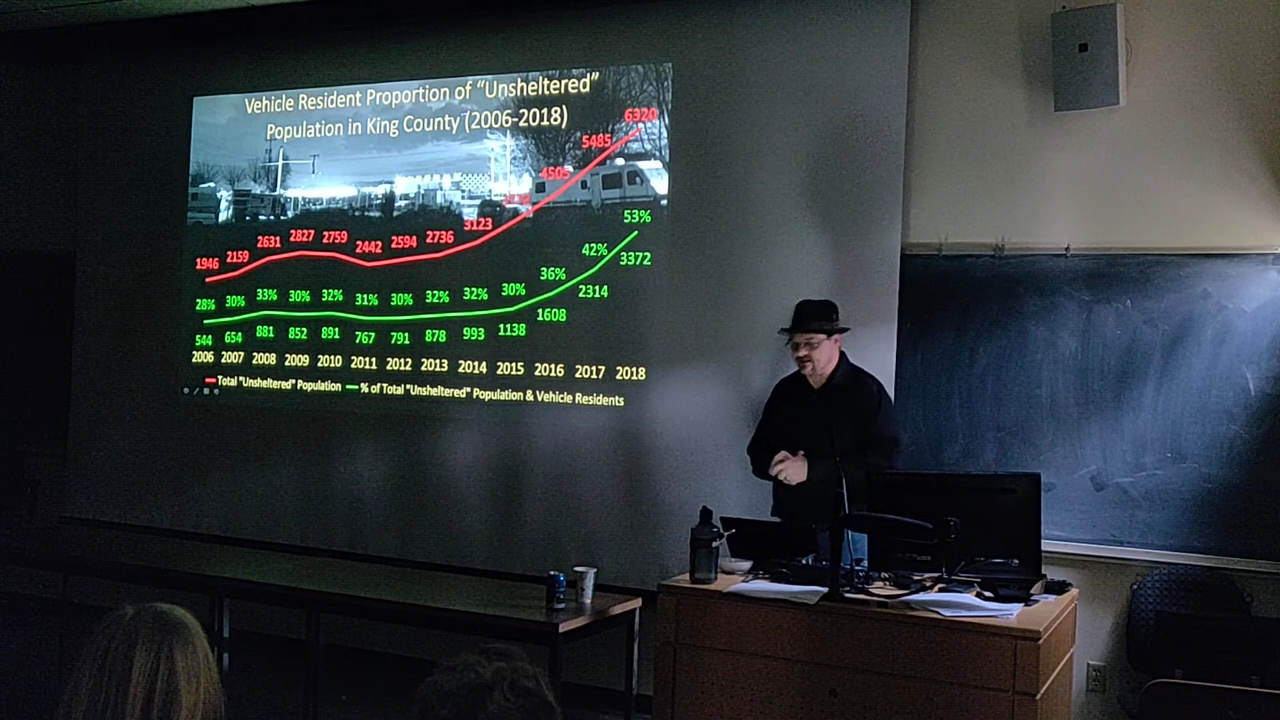 Vehicle Resident Proportion of “Unsheltered”
Population in King County (2006-2018)
6320
5485
4505
3123
1946 2159 2631 2827 2759 2442 2594 2736
53%
42%
36%
28% 30% 33% 30% 32% 31% 30% 32% 32% 30%
3372
2314
1608
544 654 881 852 891 767 791 878 993 1138
2006 2007 2008 2009 2010 2011 2012 2013 2014 2015 2016 2017 2018
Total "Unsheltered" Population % of Total "Unsheltered" Population & Vehicle Residents